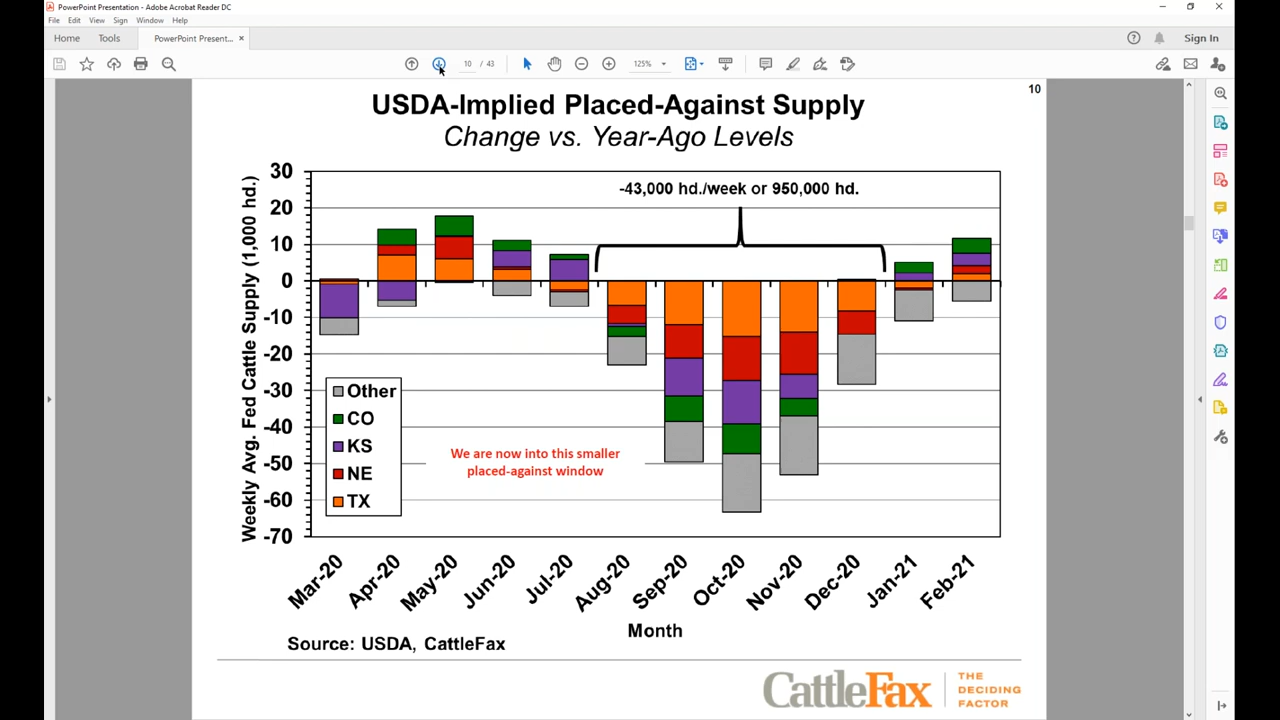 PowerPoint Presentation - Adobe Acrobat Reader DC
File Edit View Sign Window Help
Home Tools PowerPoint Present... × Sign In
10 / 43 125%
10
USDA-Implied Placed-Against Supply
Change vs. Year-Ago Levels
Weekly Avg. Fed Cattle Supply (1,000 hd.)
30
20
10
0
-10
-20
-30
-40
-50
-60
-70
-43,000 hd./week or 950,000 hd.
Other
CO
KS
NE
TX
We are now into this smaller
placed-against window
Mar-20 Apr-20 May-20 Jun-20 Jul-20 Aug-20 Sep-20 Oct-20 Nov-20 Dec-20 Jan-21 Feb-21
Month
Source: USDA, CattleFax
CattleFax
THE
DECIDING
FACTOR